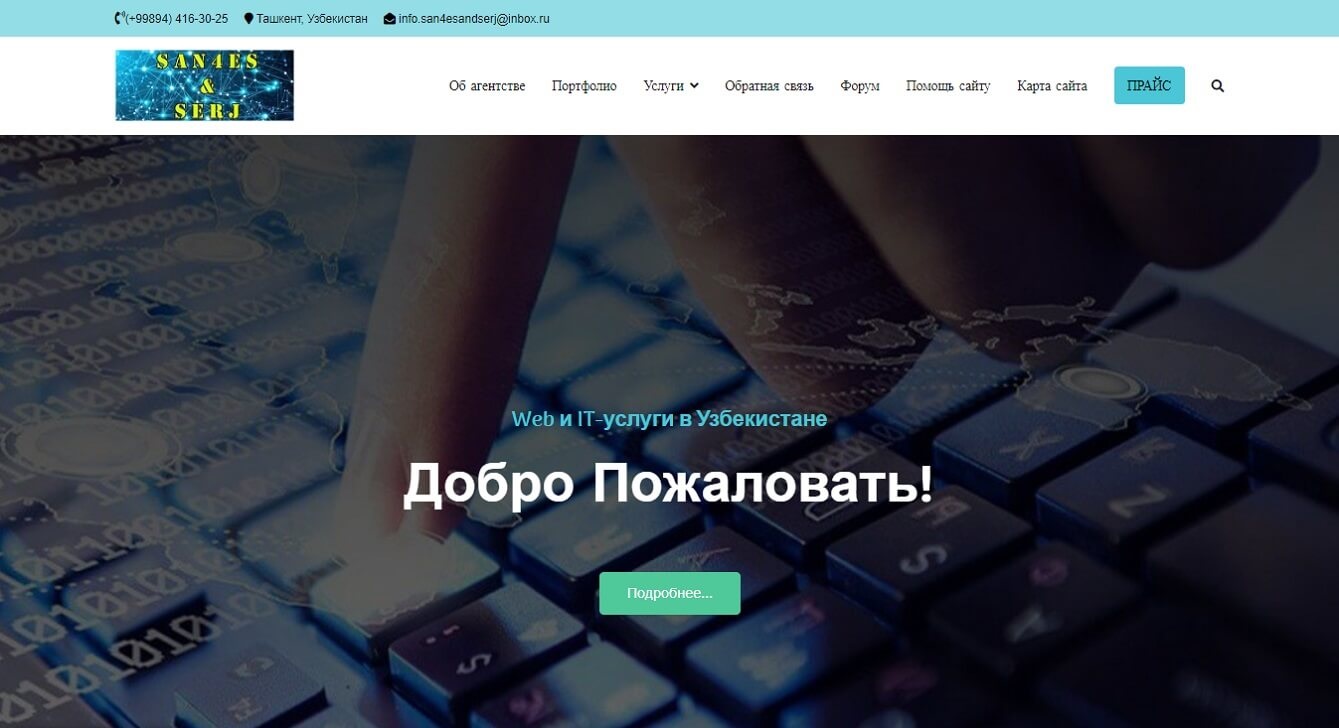 (+99894) 416-30-25 Ташкент, Узбекистан info.san4esandserj@inbox.ru
SAN4ES
&
SERJ
Об агентстве Портфолио Услуги Обратная связь Форум Помощь сайту Карта сайта ПРАЙС
Web и IT-услуги в Узбекистане
Добро Пожаловать!
Подробнее...